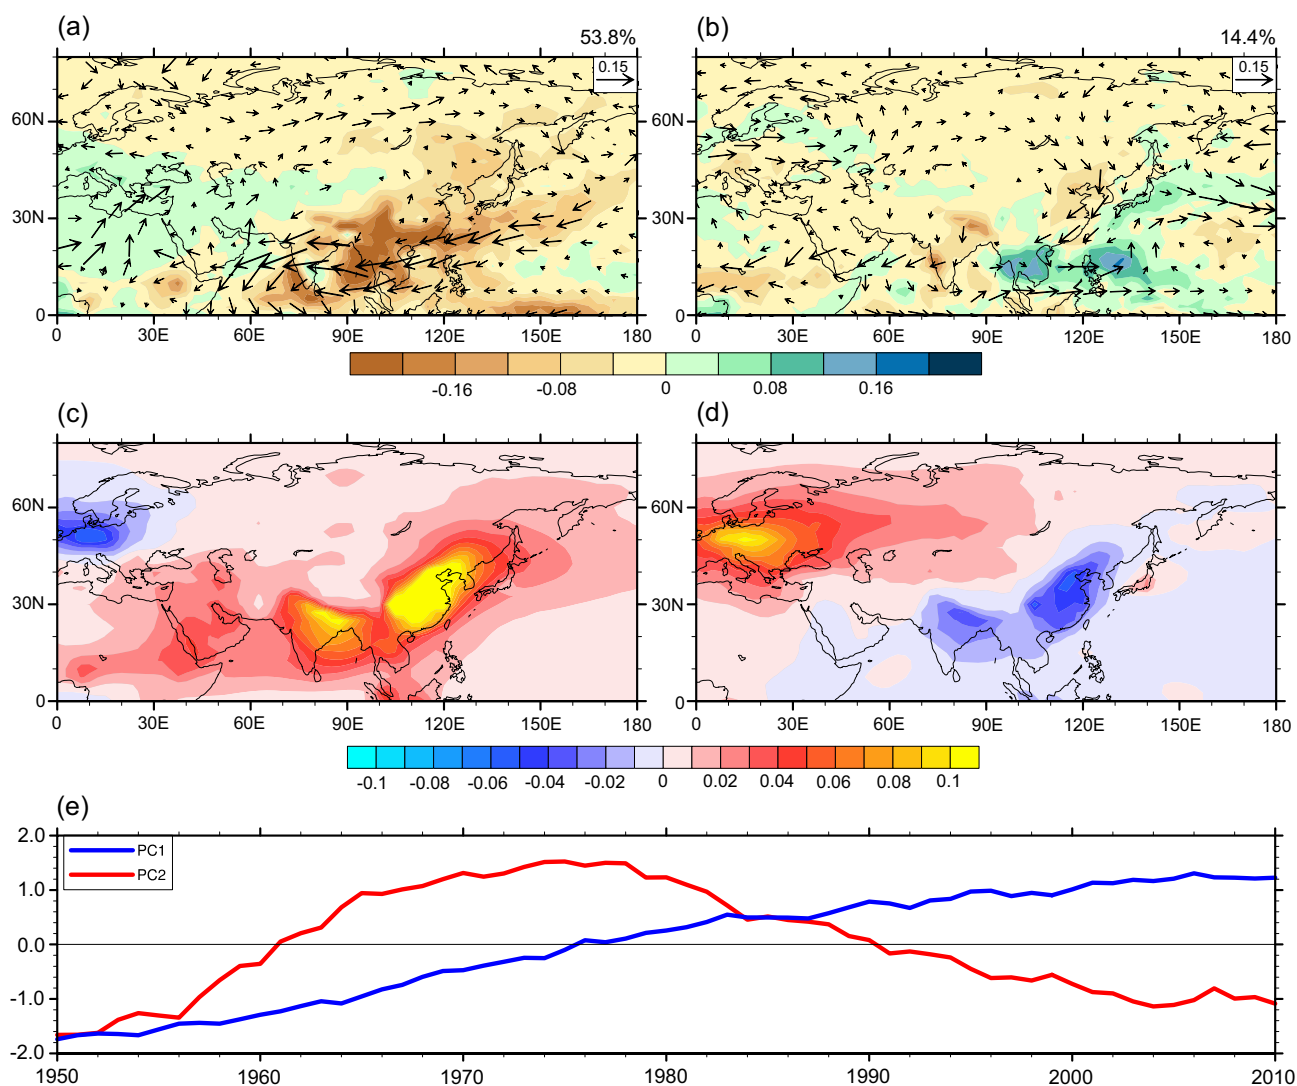 (a)
53.8%
(b)
14.4%
0.15
0.15
60N
30N
0
0 30E 60E 90E 120E 150E 180
60N
30N
0
0 30E 60E 90E 120E 150E 180
-0.16 -0.08 0 0.08 0.16
(c)
(d)
60N
30N
0
0 30E 60E 90E 120E 150E 180
60N
30N
0
0 30E 60E 90E 120E 150E 180
-0.1 -0.08 -0.06 -0.04 -0.02 0 0.02 0.04 0.06 0.08 0.1
(e)
2.0
1.0
0.0
-1.0
-2.0
PC1
PC2
1950 1960 1970 1980 1990 2000 2010